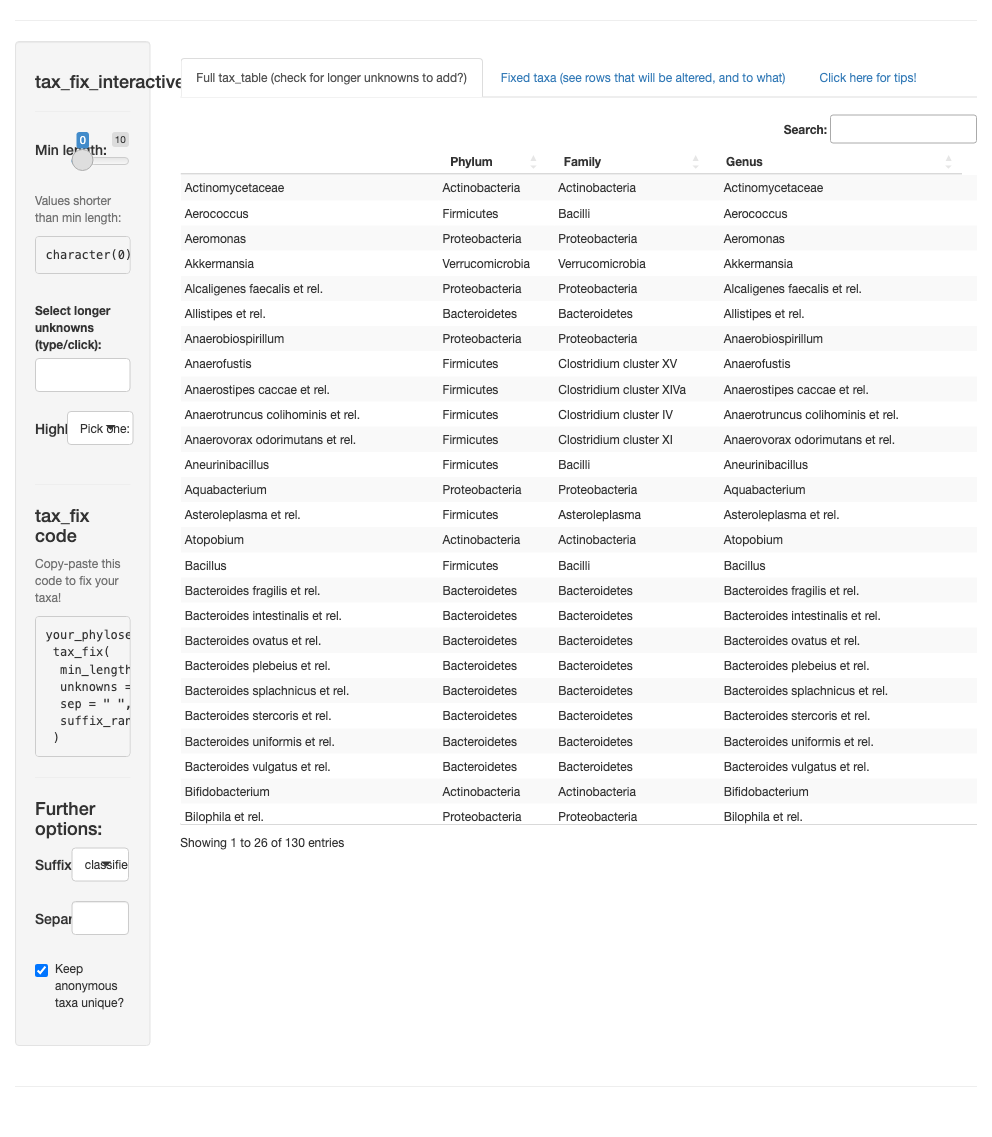 tax_fix_interactive
Min length:
0
10
Values shorter
than min length:
character(0)
Select longer
unknowns
(type/click):
Highl
Pick one:
tax_fix
code
Copy-paste this
code to fix your
taxa!
your_phylose
tax_fix(
min_length
unknowns =
sep = " ",
suffix_ran
)
Further
options:
Suffix
classifie
Separ
Keep
anonymous
taxa unique?
Full tax_table (check for longer unknowns to add?)
Fixed taxa (see rows that will be altered, and to what)
Click here for tips!
Search:
Phylum Family Genus
Actinomycetaceae Actinobacteria Actinobacteria Actinomycetaceae
Aerococcus Firmicutes Bacilli Aerococcus
Aeromonas Proteobacteria Proteobacteria Aeromonas
Akkermansia Verrucomicrobia Verrucomicrobia Akkermansia
Alcaligenes faecalis et rel. Proteobacteria Proteobacteria Alcaligenes faecalis et rel.
Allistipes et rel. Bacteroidetes Bacteroidetes Allistipes et rel.
Anaerobiospirillum Proteobacteria Proteobacteria Anaerobiospirillum
Anaerofustis Firmicutes Clostridium cluster XV Anaerofustis
Anaerostipes caccae et rel. Firmicutes Clostridium cluster XIVa Anaerostipes caccae et rel.
Anaerotruncus colihominis et rel. Firmicutes Clostridium cluster IV Anaerotruncus colihominis et rel.
Anaerovorax odorimutans et rel. Firmicutes Clostridium cluster XI Anaerovorax odorimutans et rel.
Aneurinibacillus Firmicutes Bacilli Aneurinibacillus
Aquabacterium Proteobacteria Proteobacteria Aquabacterium
Asteroleplasma et rel. Firmicutes Asteroleplasma Asteroleplasma et rel.
Atopobium Actinobacteria Actinobacteria Atopobium
Bacillus Firmicutes Bacilli Bacillus
Bacteroides fragilis et rel. Bacteroidetes Bacteroidetes Bacteroides fragilis et rel.
Bacteroides intestinalis et rel. Bacteroidetes Bacteroidetes Bacteroides intestinalis et rel.
Bacteroides ovatus et rel. Bacteroidetes Bacteroidetes Bacteroides ovatus et rel.
Bacteroides plebeius et rel. Bacteroidetes Bacteroidetes Bacteroides plebeius et rel.
Bacteroides splachnicus et rel. Bacteroidetes Bacteroidetes Bacteroides splachnicus et rel.
Bacteroides stercoris et rel. Bacteroidetes Bacteroidetes Bacteroides stercoris et rel.
Bacteroides uniformis et rel. Bacteroidetes Bacteroidetes Bacteroides uniformis et rel.
Bacteroides vulgatus et rel. Bacteroidetes Bacteroidetes Bacteroides vulgatus et rel.
Bifidobacterium Actinobacteria Actinobacteria Bifidobacterium
Bilophila et rel. Proteobacteria Proteobacteria Bilophila et rel.
Showing 1 to 26 of 130 entries